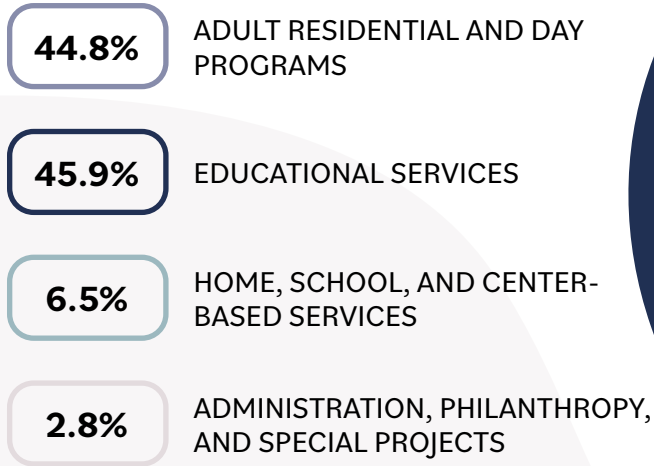 44.8%
ADULT RESIDENTIAL AND DAY
PROGRAMS
45.9%
EDUCATIONAL SERVICES
6.5%
HOME, SCHOOL, AND CENTER-
BASED SERVICES
2.8%
ADMINISTRATION, PHILANTHROPY,
AND SPECIAL PROJECTS